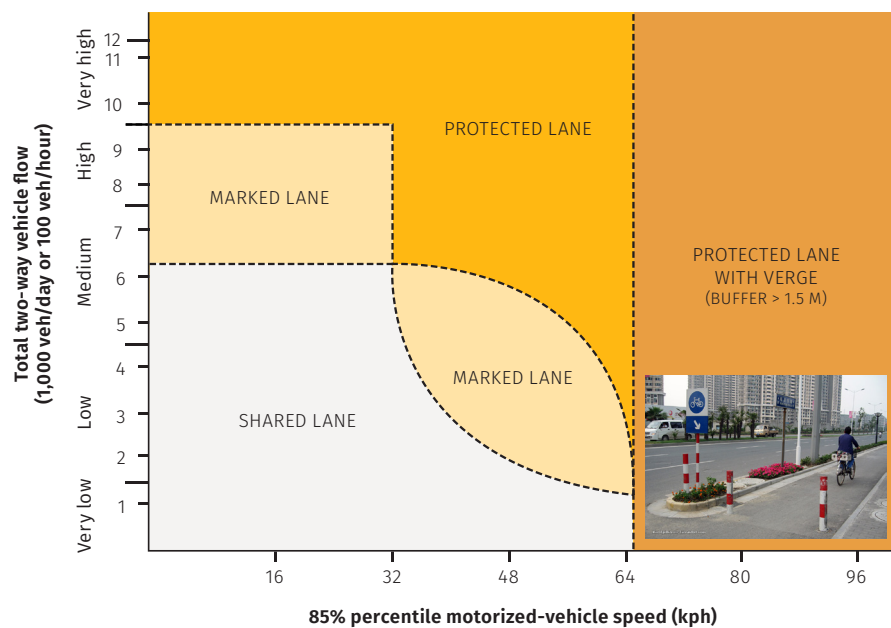 Total two-way vehicle flow
(1,000 veh/day or 100 veh/hour)
Very high
High
Medium
Low
Very low
12
11
10
9
8
7
6
5
4
3
2
1
PROTECTED LANE
MARKED LANE
PROTECTED LANE
WITH VERGE
(BUFFER > 1.5 M)
MARKED LANE
SHARED LANE
16
32
48
64
80
96
85% percentile motorized-vehicle speed (kph)